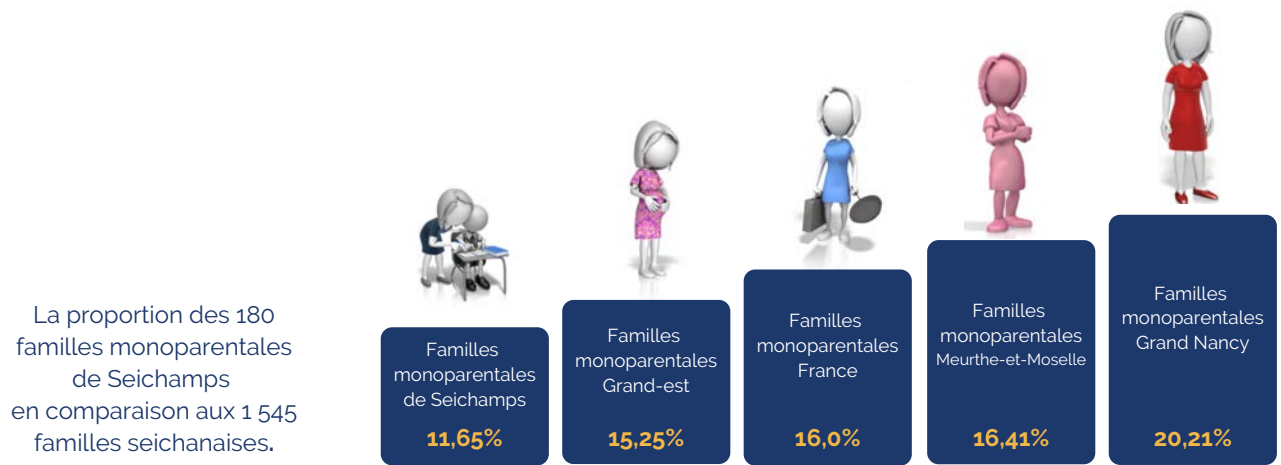 La proportion des 180
familles monoparentales
de Seichamps
en comparaison aux 1 545
familles seichanaises.
Familles
monoparentales
de Seichamps
11,65%
Familles
monoparentales
Grand-est
15,25%
Familles
monoparentales
France
16,0%
Familles
monoparentales
Meurthe-et-Moselle
16,41%
Familles
monoparentales
Grand Nancy
20,21%